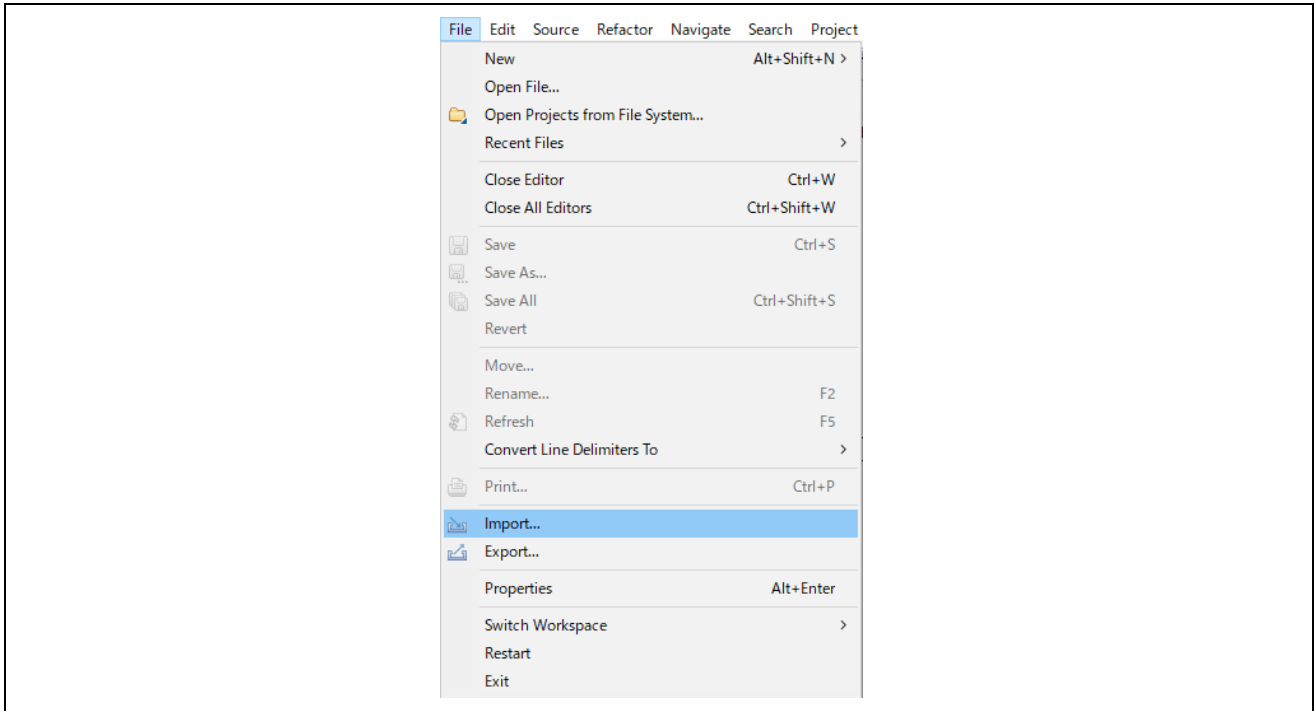 File Edit Source Refactor Navigate Search Project
New Alt+Shift+N >
Open File...
Open Projects from File System...
Recent Files >
Close Editor Ctrl+W
Close All Editors Ctrl+Shift+W
Save Ctrl+S
Save As...
Save All Ctrl+Shift+S
Revert
Move...
Rename... F2
Refresh F5
Convert Line Delimiters To >
Print... Ctrl+P
Import...
Export...
Properties Alt+Enter
Switch Workspace >
Restart
Exit